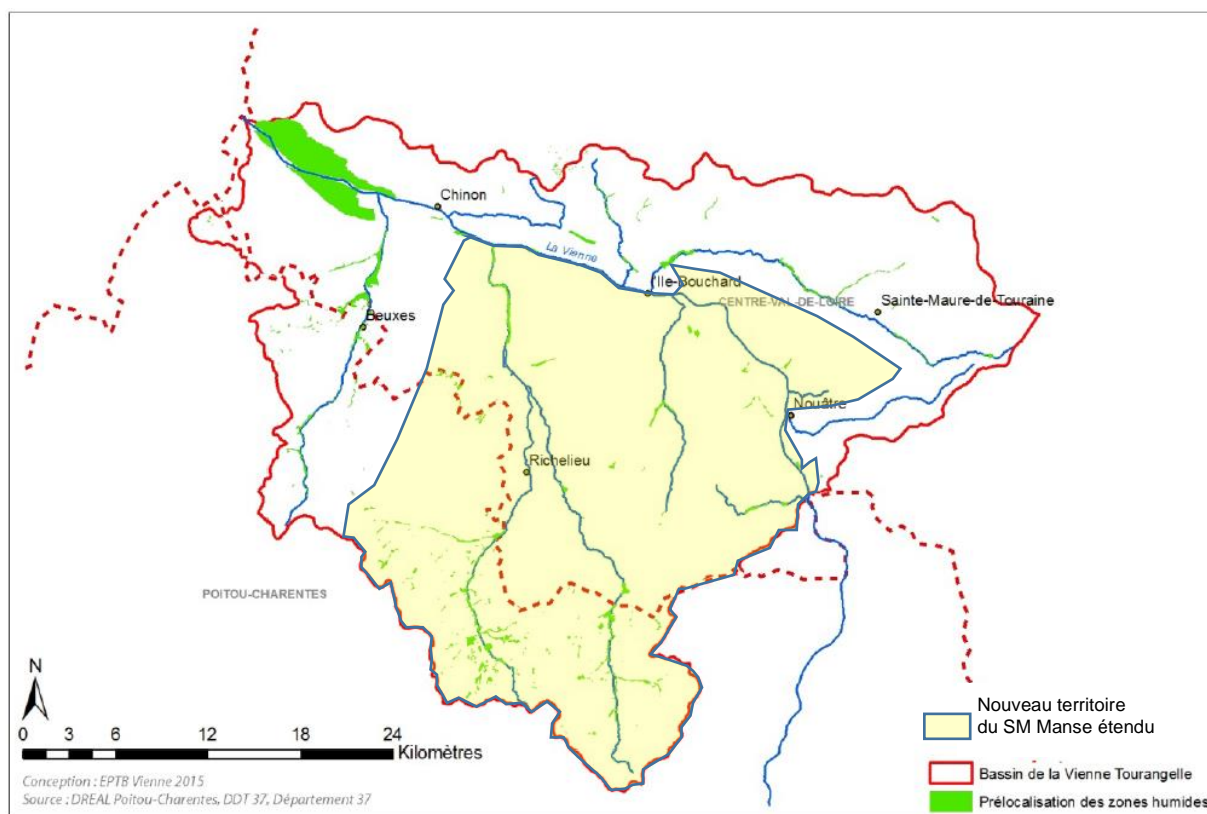 Chinon
La Vienne
l'Ile-Bouchard
CENTRE-VAL-DE-LOIRE
Sainte-Maure-de-Touraine
Beuxes
Nouâtre
Richelieu
POITOU-CHARENTES
N
0 3 6 12 18 24
Kilomètres
Nouveau territoire
du SM Manse étendu
Bassin de la Vienne Tourangelle
Prélocalisation des zones humides
Conception : EPTB Vienne 2015
Source : DREAL Poitou-Charentes, DDT 37, Département 37